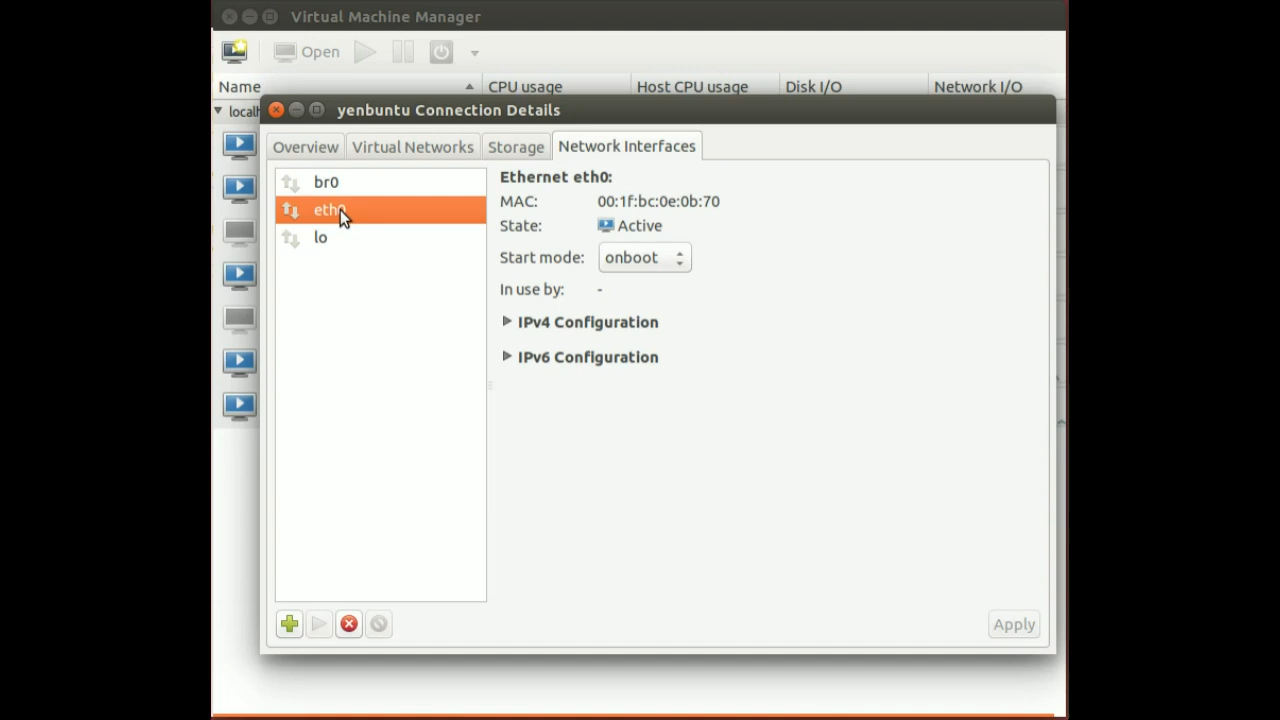 Virtual Machine Manager
Open
Name CPU usage Host CPU usage Disk I/O Network I/O
yenbuntu Connection Details
Overview Virtual Networks Storage Network Interfaces
br0
eth0
lo
Ethernet eth0:
MAC: 00:1f:bc:0e:0b:70
State: Active
Start mode: onboot
In use by: -
IPv4 Configuration
IPv6 Configuration
Apply